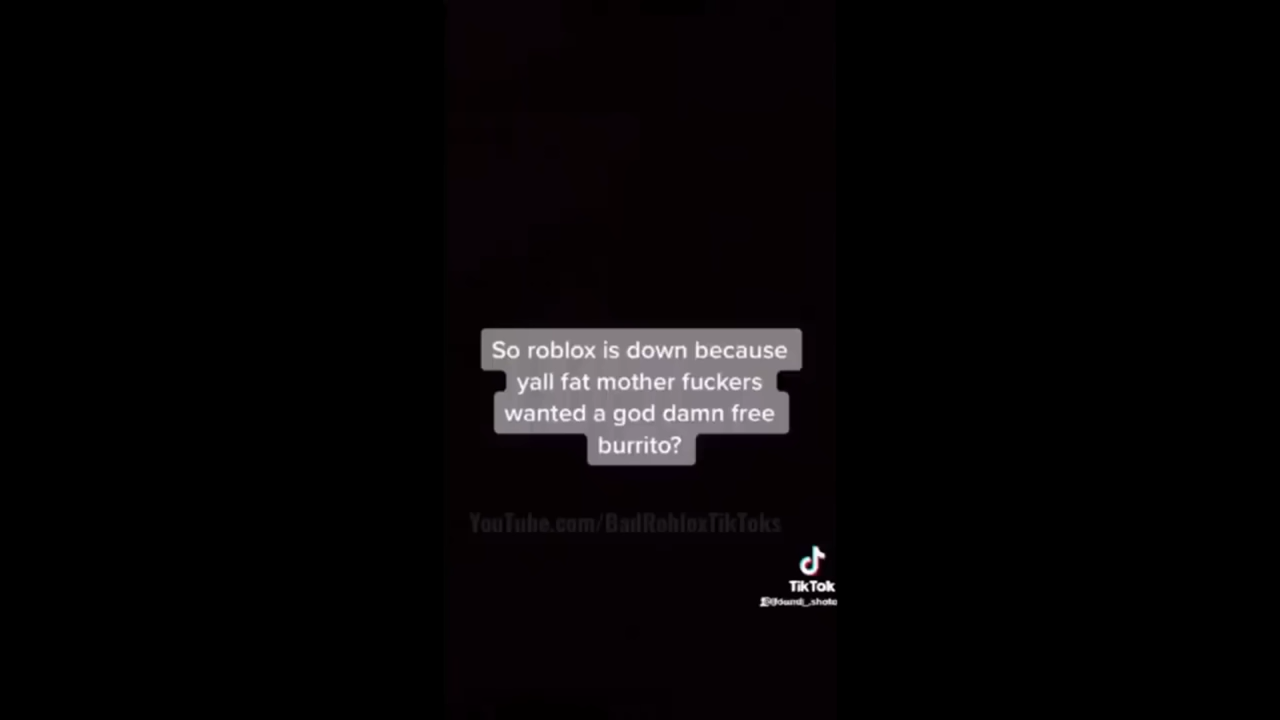 So roblox is down because
yall fat mother fuckers
wanted a god damn free
burrito?
YouTube.com/BadRobloxTikToks
TikTok